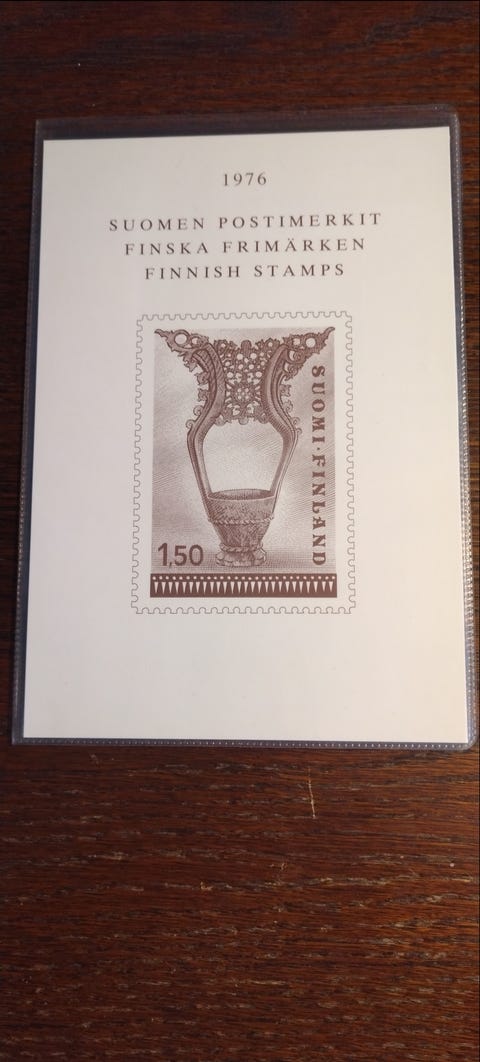 1976
SUOMEN POSTIMERKIT
FINSKA FRIMÄRKEN
FINNISH STAMPS
SUOMI·FINLAND
1,50